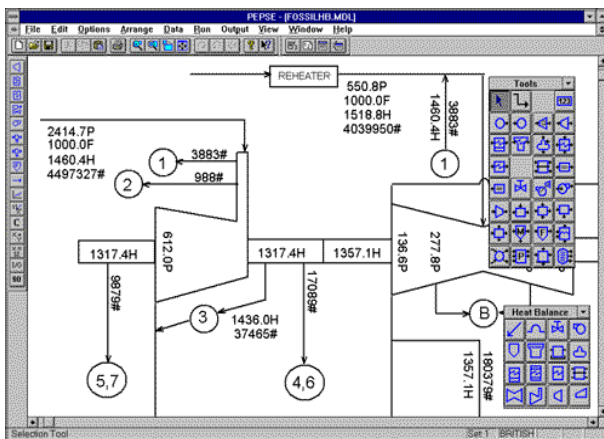 PEPSE - [FOSSILHB.MDL]
File Edit Options Arrange Data Run Output View Window Help
REHEATER
550.8P
1000.0F
1518.8H
4039950#
3883#
1460.4H
1
Tools
123
2414.7P
1000.0F
1460.4H
4497327#
1
3883#
2
988#
612.0P
1317.4H
1317.4H
1357.1H
136.6P
277.8P
9879#
17089#
3
1436.0H
37465#
B
Heat Balance
5,7
4,6
1357.1H
180379#
Selection Tool
Set 1
BRITISH